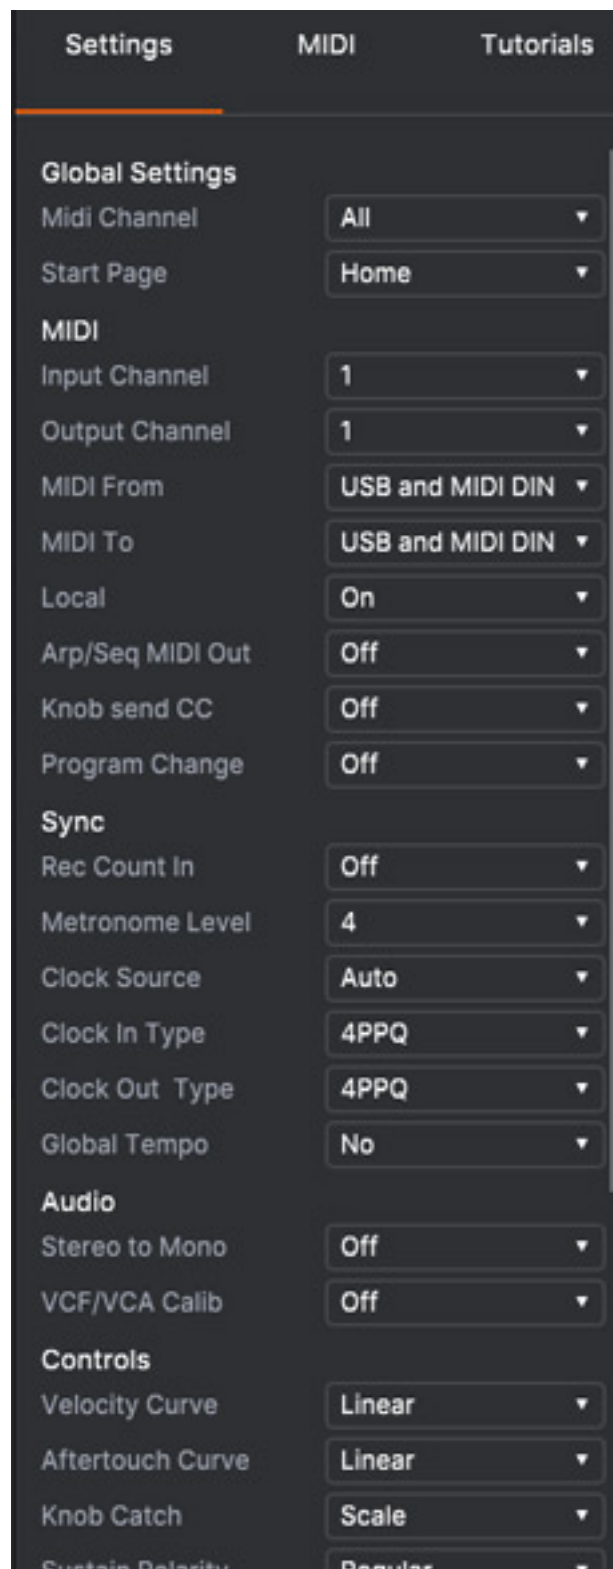 Settings MIDI Tutorials
Global Settings
Midi Channel All
Start Page Home
MIDI
Input Channel 1
Output Channel 1
MIDI From USB and MIDI DIN
MIDI To USB and MIDI DIN
Local On
Arp/Seq MIDI Out Off
Knob send CC Off
Program Change Off
Sync
Rec Count In Off
Metronome Level 4
Clock Source Auto
Clock In Type 4PPQ
Clock Out Type 4PPQ
Global Tempo No
Audio
Stereo to Mono Off
VCF/VCA Calib Off
Controls
Velocity Curve Linear
Aftertouch Curve Linear
Knob Catch Scale
Sustain Polarity Regular